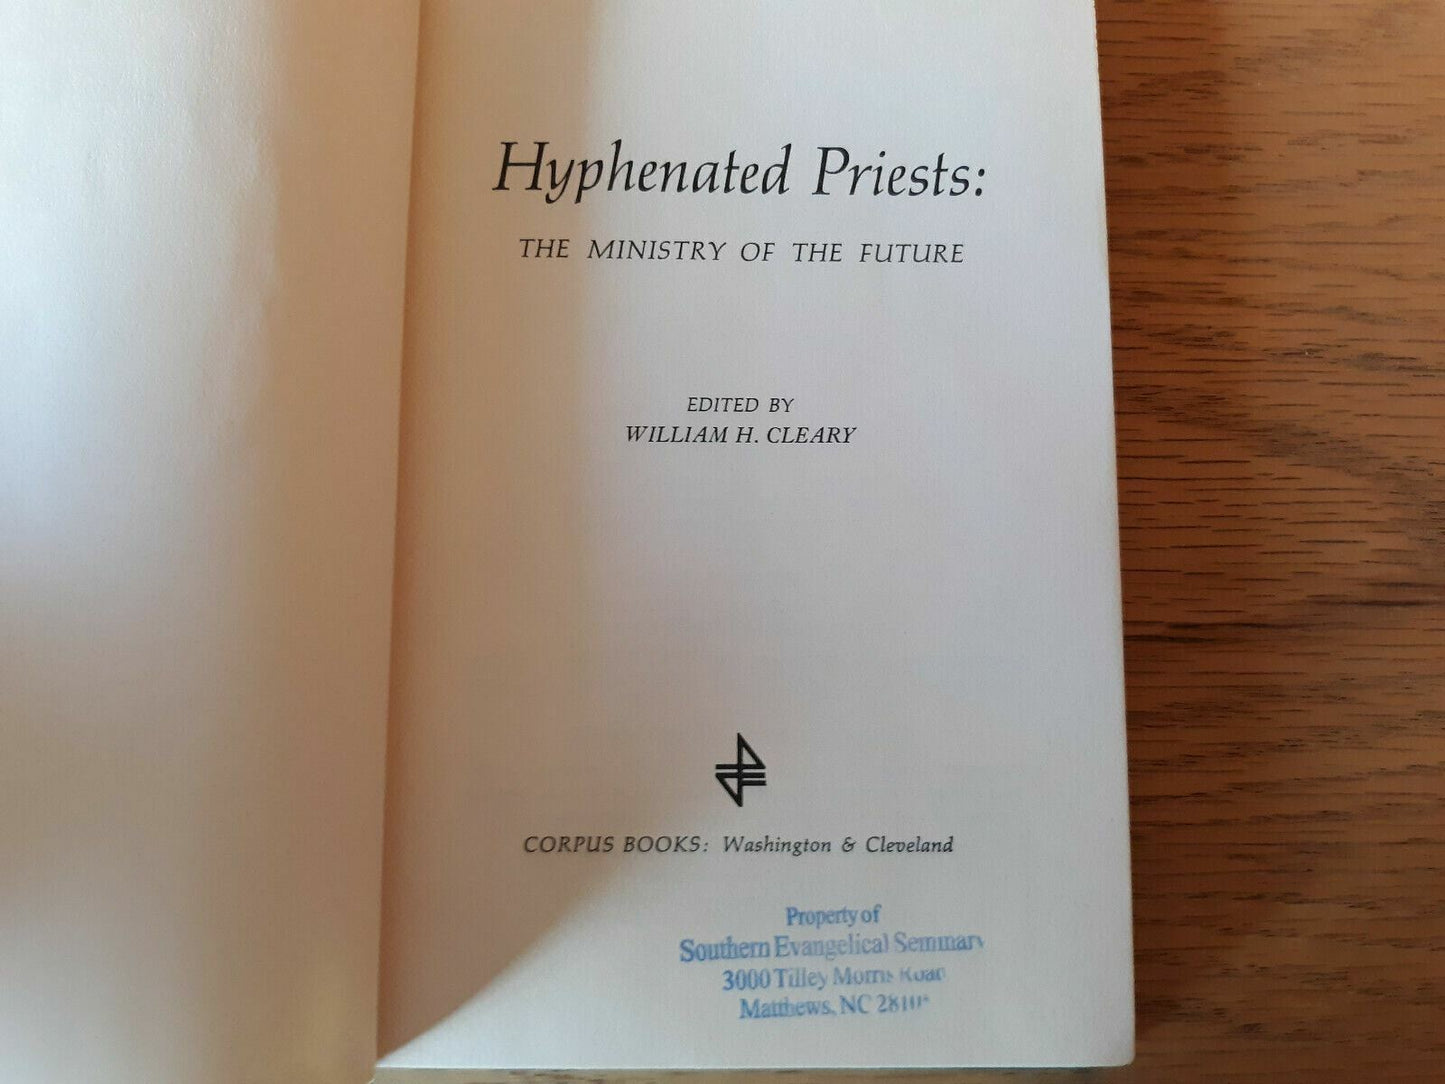 Hyphenated Priests:
THE MINISTRY OF THE FUTURE
EDITED BY
WILLIAM H. CLEARY
CORPUS BOOKS: Washington & Cleveland
Property of
Southern Evangelical Seminary
3000 Tilley Morris Road
Matthews, NC